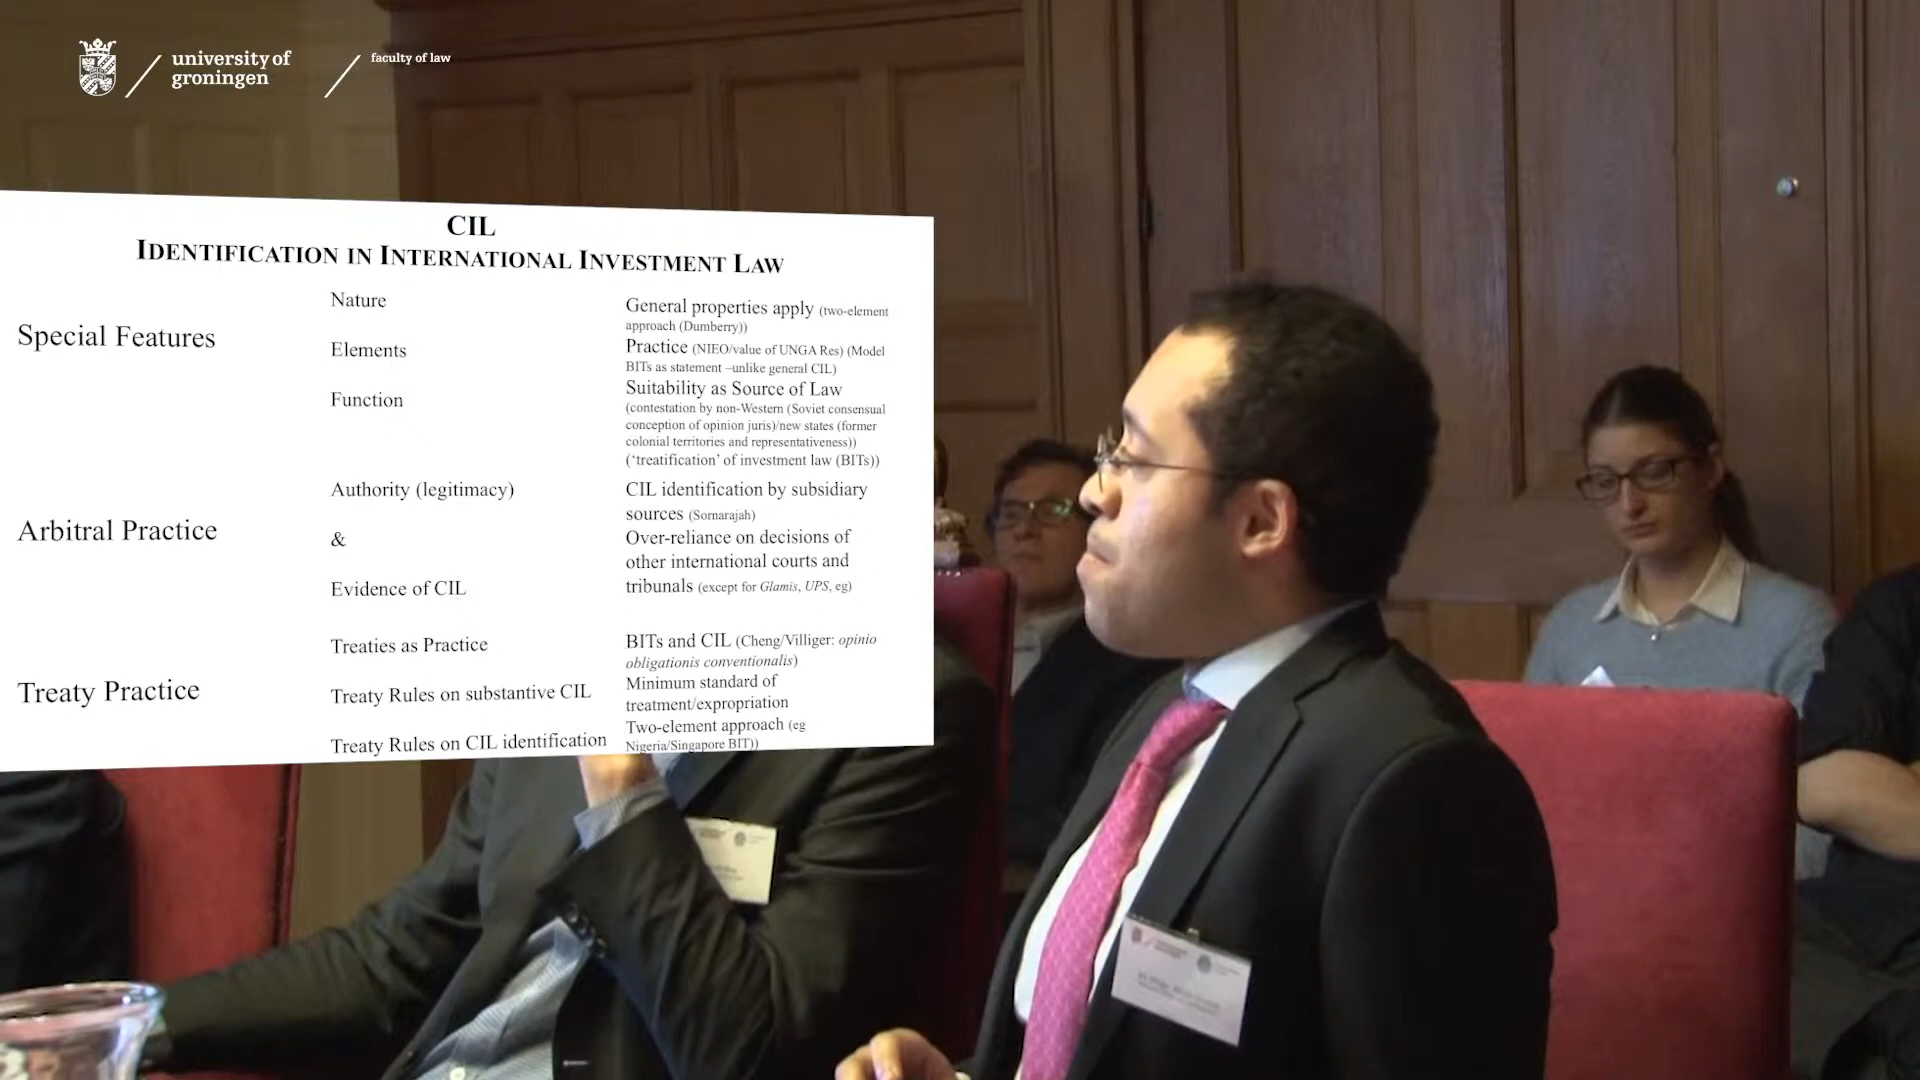 university of
groningen
faculty of law
CIL
IDENTIFICATION IN INTERNATIONAL INVESTMENT LAW
Special Features
Nature
General properties apply (two-element
approach (Dumberry))
Elements
Practice (NIEO/value of UNGA Res) (Model
BITs as statement –unlike general CIL)
Function
Suitability as Source of Law
(contestation by non-Western (Soviet consensual
conception of opinion juris)/new states (former
colonial territories and representativeness))
(‘treatification’ of investment law (BITs))
Arbitral Practice
Authority (legitimacy)
&
Evidence of CIL
CIL identification by subsidiary
sources (Sornarajah)
Over-reliance on decisions of
other international courts and
tribunals (except for Glamis, UPS, eg)
Treaty Practice
Treaties as Practice
BITs and CIL (Cheng/Villiger: opinio
obligationis conventionalis)
Treaty Rules on substantive CIL
Minimum standard of
treatment/expropriation
Treaty Rules on CIL identification
Two-element approach (eg
Nigeria/Singapore BIT))